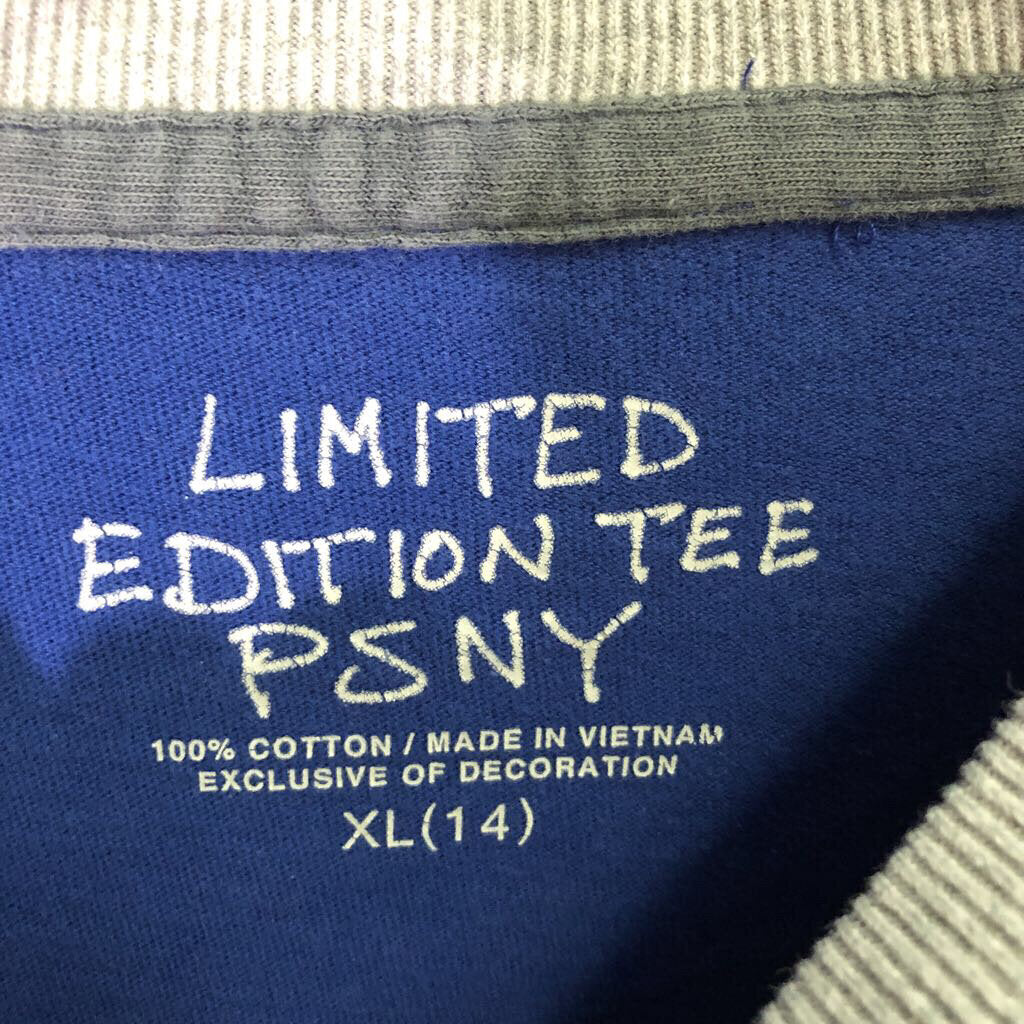 LIMITED
EDITION TEE
PSNY
100% COTTON / MADE IN VIETNAM
EXCLUSIVE OF DECORATION
XL(14)